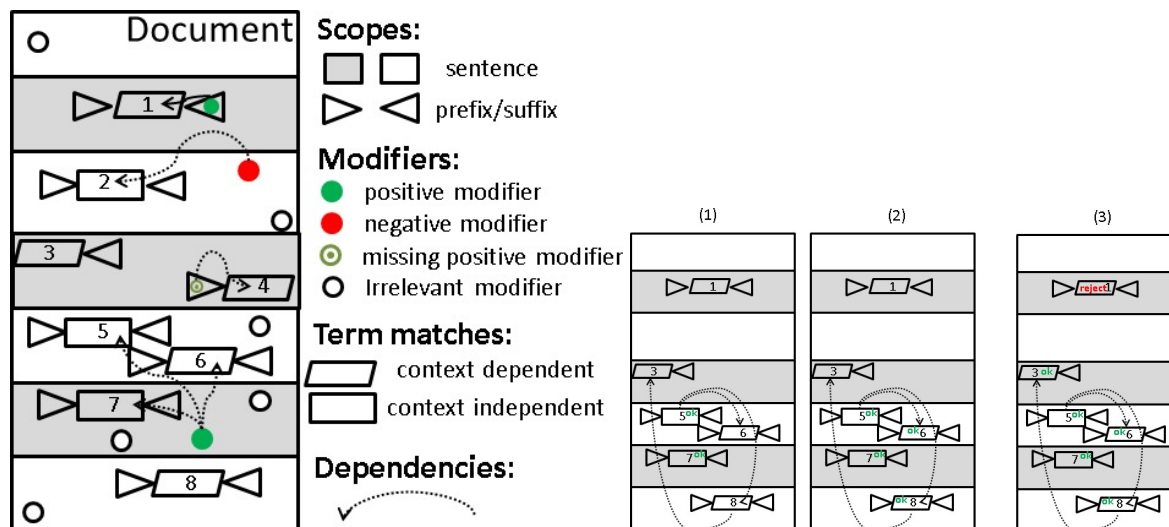 Document
1
2
3
4
5
6
7
8
Scopes:
sentence
prefix/suffix
Modifiers:
positive modifier
negative modifier
missing positive modifier
Irrelevant modifier
Term matches:
context dependent
context independent
Dependencies:
(1)
1
3
5ok
6
7ok
8
(2)
1
3
5ok
ok6
7ok
ok8
(3)
reject1
3ok
5ok
ok6
7ok
ok8